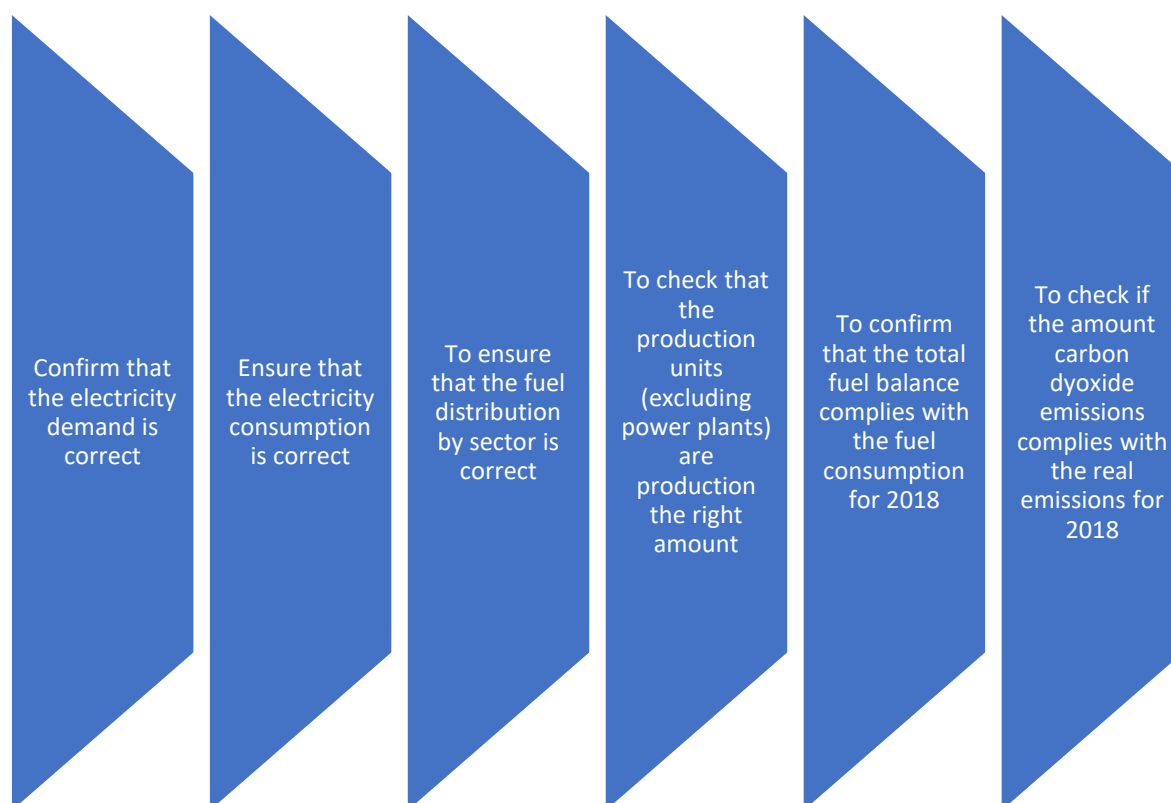 Confirm that
the electricity
demand is
correct
Ensure that
the electricity
consumption
is correct
To ensure
that the fuel
distribution
by sector is
correct
To check that
the
production
units
(excluding
power plants)
are
production
the right
amount
To confirm
that the total
fuel balance
complies with
the fuel
consumption
for 2018
To check if
the amount
carbon
dyoxide
emissions
complies with
the real
emissions for
2018